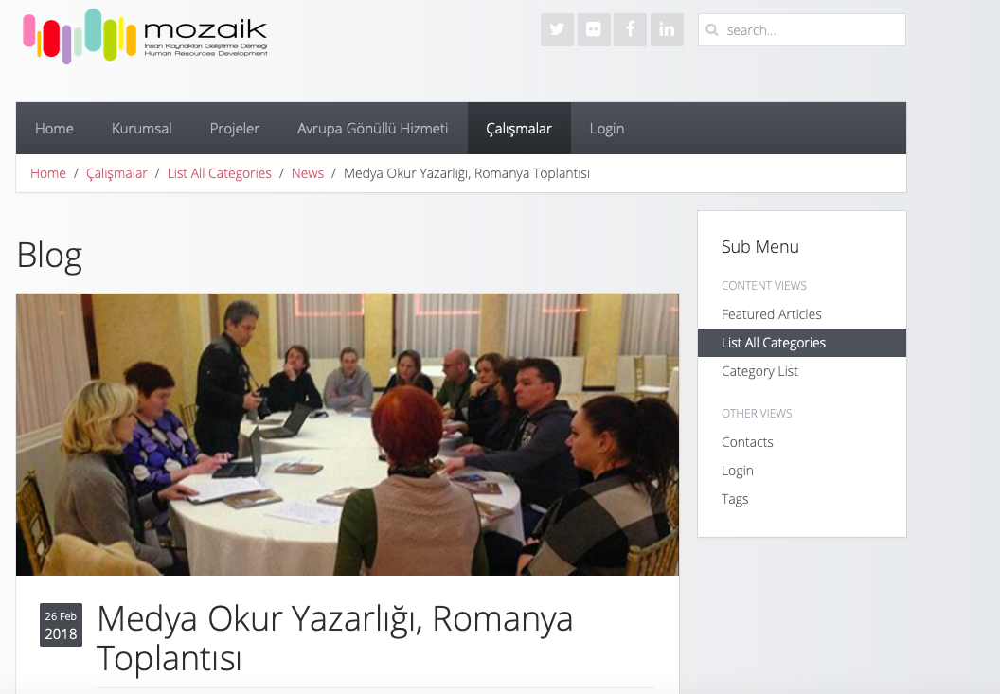 mozaik
İnsan Kaynakları Geliştirme Derneği
Human Resources Development
search...
Home Kurumsal Projeler Avrupa Gönüllü Hizmeti Çalışmalar Login
Home / Çalışmalar / List All Categories / News / Medya Okur Yazarlığı, Romanya Toplantısı
Blog
26 Feb
2018
Medya Okur Yazarlığı, Romanya
Toplantısı
Sub Menu
CONTENT VIEWS
Featured Articles
List All Categories
Category List
OTHER VIEWS
Contacts
Login
Tags